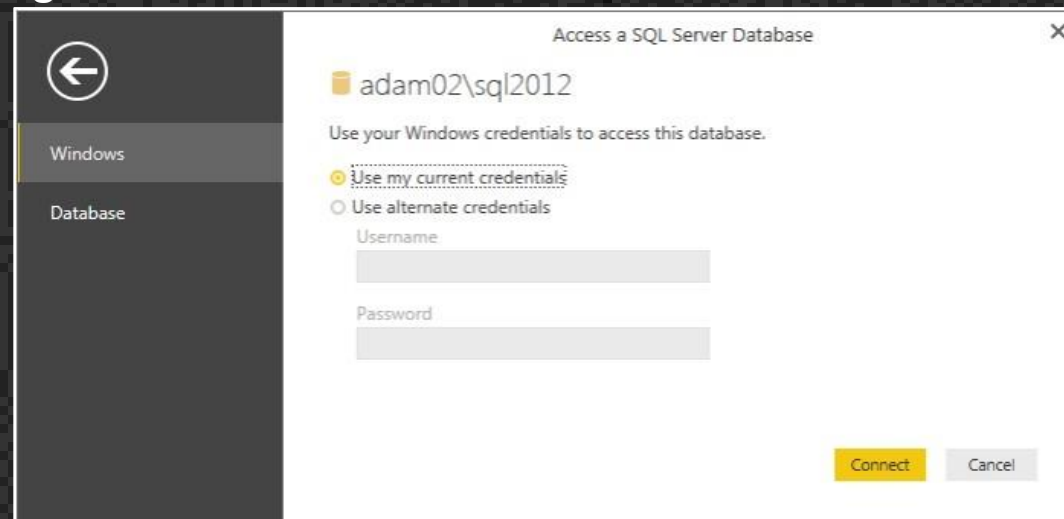 Access a SQL Server Database
adam02\sql2012
Use your Windows credentials to access this database.
Windows
Use my current credentials
Database
Use alternate credentials
Username
Password
Connect
Cancel